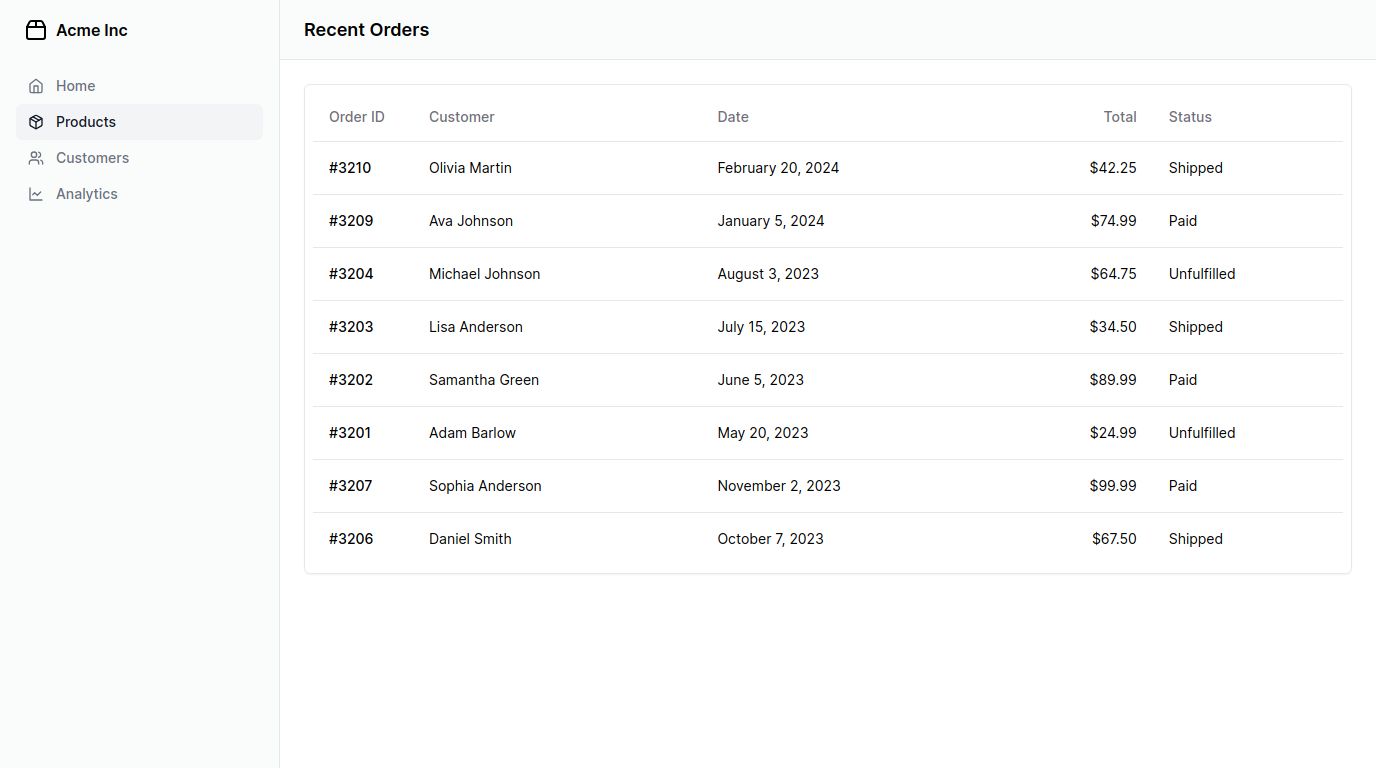 Acme Inc
Home
Products
Customers
Analytics
Recent Orders
Order ID Customer Date Total Status
#3210 Olivia Martin February 20, 2024 $42.25 Shipped
#3209 Ava Johnson January 5, 2024 $74.99 Paid
#3204 Michael Johnson August 3, 2023 $64.75 Unfulfilled
#3203 Lisa Anderson July 15, 2023 $34.50 Shipped
#3202 Samantha Green June 5, 2023 $89.99 Paid
#3201 Adam Barlow May 20, 2023 $24.99 Unfulfilled
#3207 Sophia Anderson November 2, 2023 $99.99 Paid
#3206 Daniel Smith October 7, 2023 $67.50 Shipped